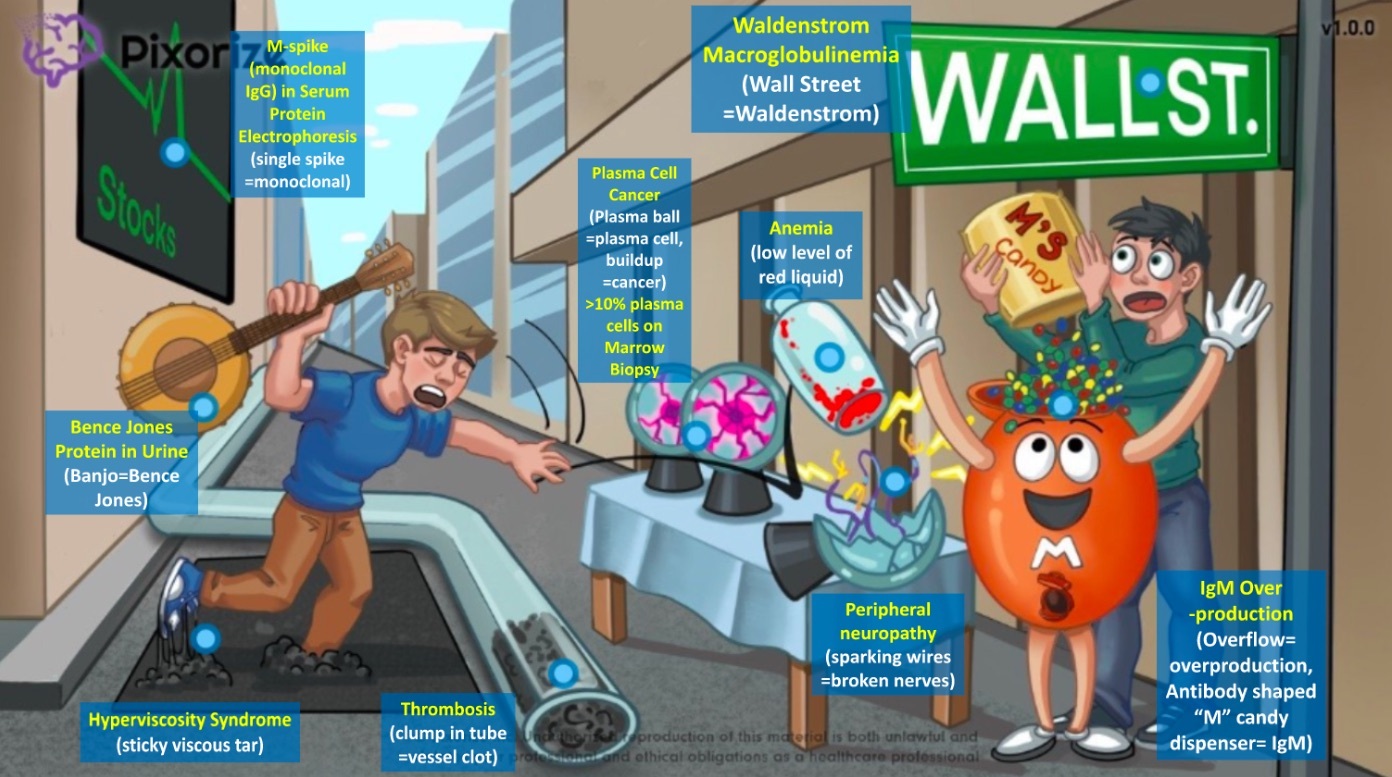 Pixorize
M-spike
(monoclonal
IgG) in Serum
Protein
Electrophoresis
(single spike
=monoclonal)
Stocks
Waldenstrom
Macroglobulinemia
(Wall Street
=Waldenstrom)
WALL ST.
v1.0.0
Plasma Cell
Cancer
(Plasma ball
=plasma cell,
buildup
=cancer)
>10% plasma
cells on
Marrow
Biopsy
Anemia
(low level of
red liquid)
M'S
Candy
Bence Jones
Protein in Urine
(Banjo=Bence
Jones)
M
Peripheral
neuropathy
(sparking wires
=broken nerves)
IgM Over
-production
(Overflow=
overproduction,
Antibody shaped
“M” candy
dispenser= IgM)
Hyperviscosity Syndrome
(sticky viscous tar)
Thrombosis
(clump in tube
=vessel clot)
Unauthorized reproduction of this material is both unlawful and
professional and ethical obligations as a healthcare professional